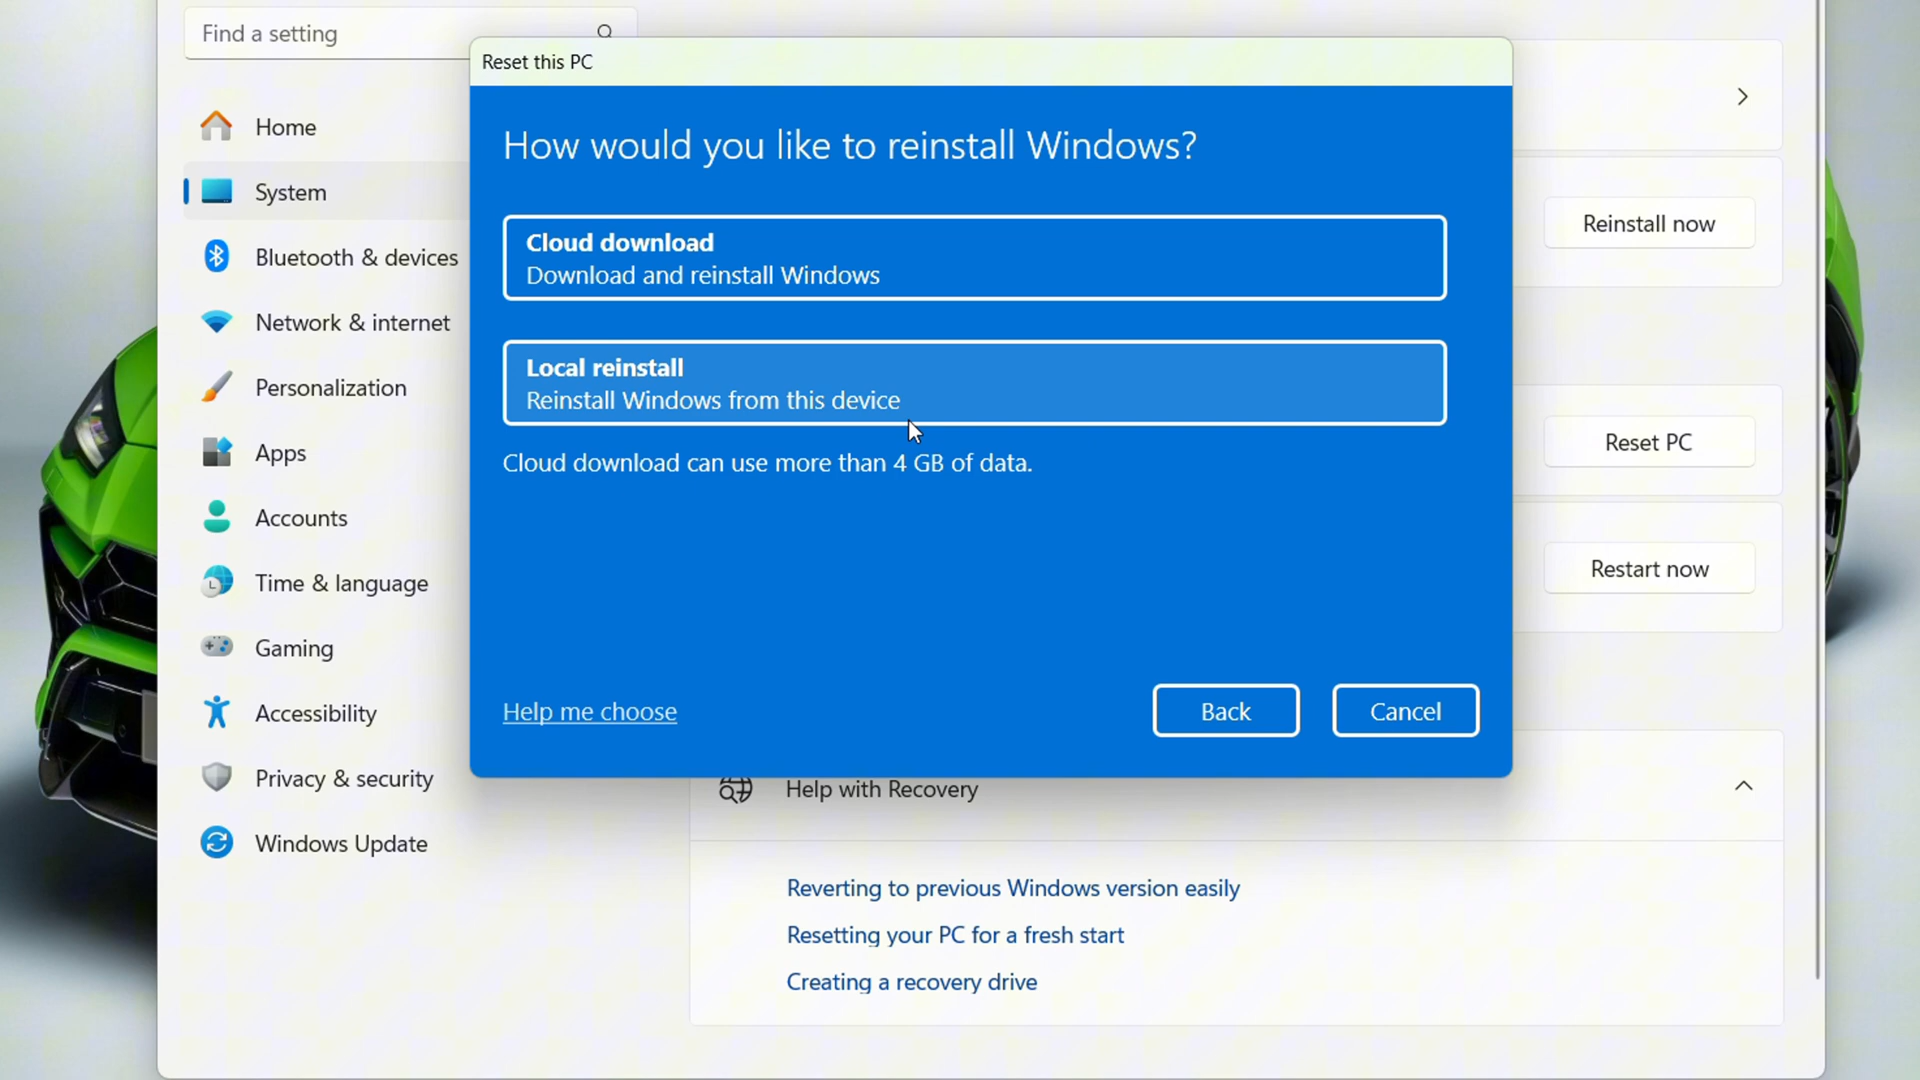 Find a setting
Reset this PC
Home
System
Bluetooth & devices
Network & internet
Personalization
Apps
Accounts
Time & language
Gaming
Accessibility
Privacy & security
Windows Update
How would you like to reinstall Windows?
Cloud download
Download and reinstall Windows
Local reinstall
Reinstall Windows from this device
Cloud download can use more than 4 GB of data.
Help me choose
Back
Cancel
Reinstall now
Reset PC
Restart now
Help with Recovery
Reverting to previous Windows version easily
Resetting your PC for a fresh start
Creating a recovery drive